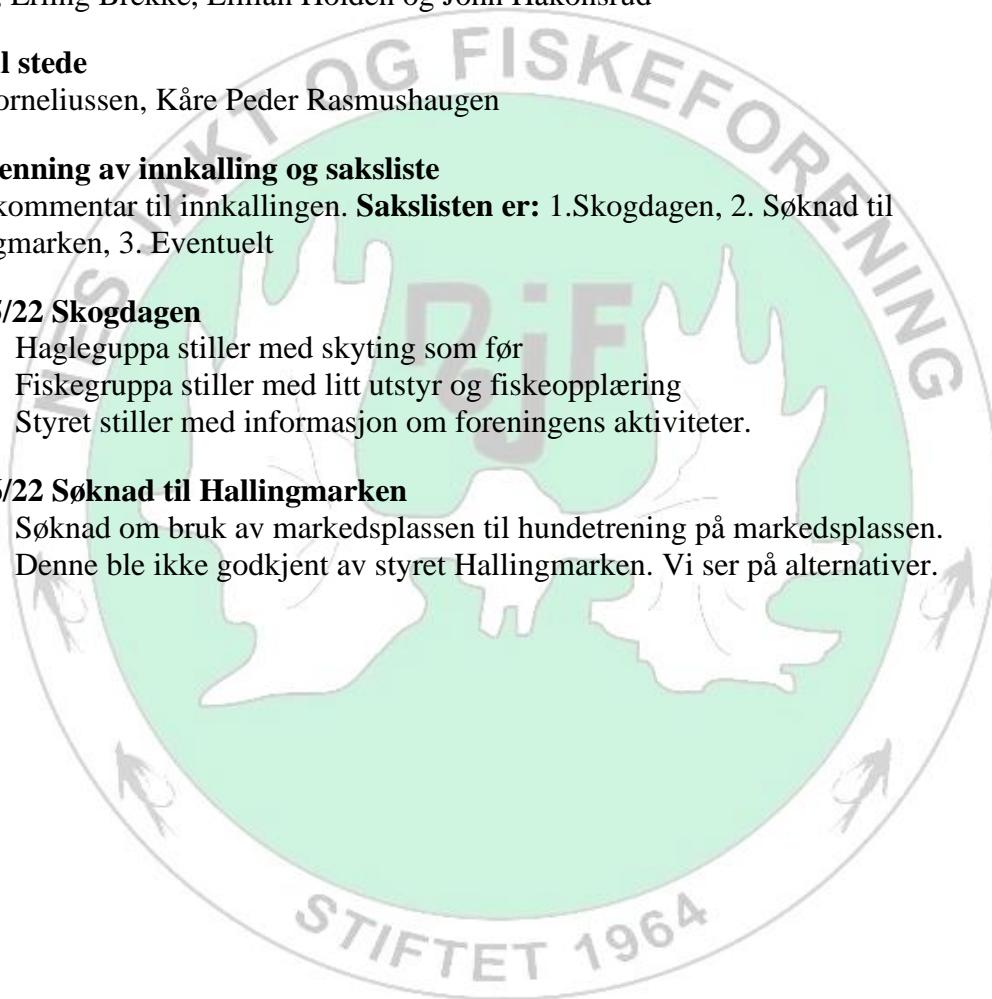 Erling Brekke, Lillian Holden og John Håkonsrud
l stede
orneliussen, Kåre Peder Rasmushaugen
enning av innkalling og saksliste
kommentar til innkallingen. Sakslisten er: 1.Skogdagen, 2. Søknad til
gmarken, 3. Eventuelt
/22 Skogdagen
Hagleguppa stiller med skyting som før
Fiskegruppa stiller med litt utstyr og fiskeopplæring
Styret stiller med informasjon om foreningens aktiviteter.
/22 Søknad til Hallingmarken
Søknad om bruk av markedsplassen til hundetrening på markedsplassen.
Denne ble ikke godkjent av styret Hallingmarken. Vi ser på alternativer.
NES JAKT OG FISKEFORENING
njff
STIFTET 1964